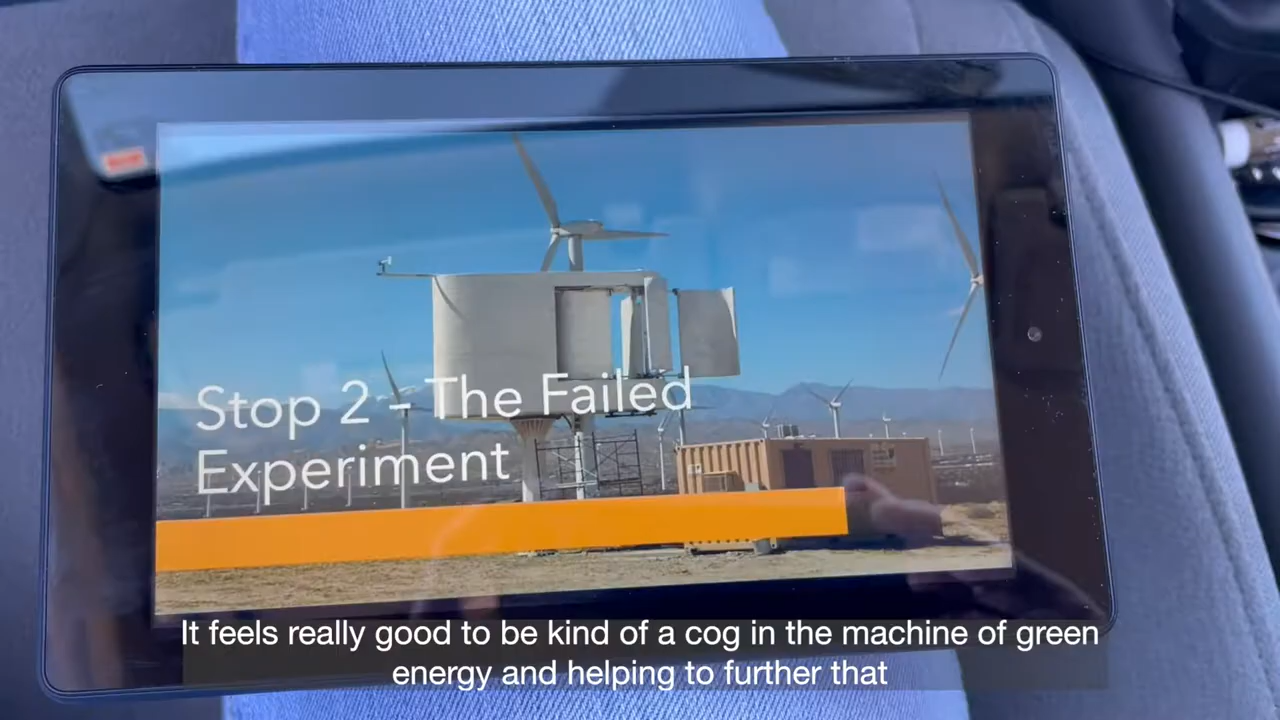 Stop 2 - The Failed
Experiment
It feels really good to be kind of a cog in the machine of green
energy and helping to further that